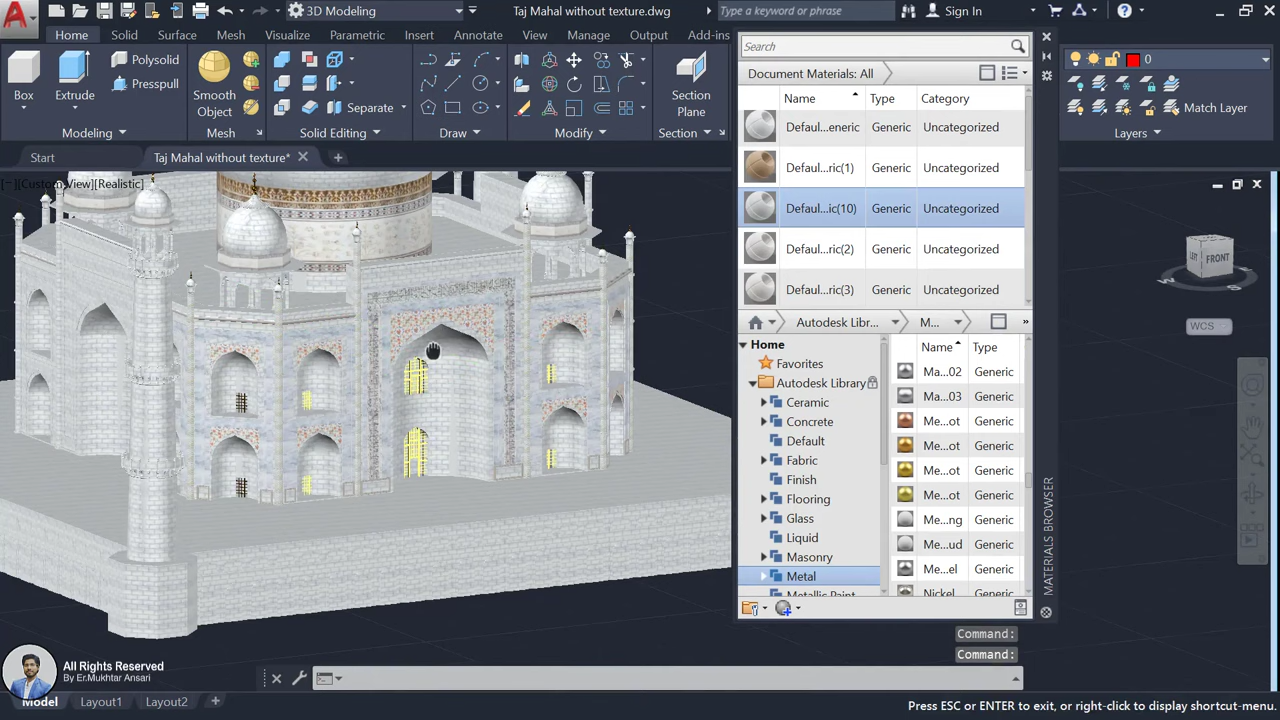 3D Modeling
Taj Mahal without texture.dwg
Type a keyword or phrase
Sign In
Home
Solid
Surface
Mesh
Visualize
Parametric
Insert
Annotate
View
Manage
Output
Add-ins
Box
Extrude
Polysolid
Presspull
Modeling
Smooth
Object
Mesh
Separate
Solid Editing
Draw
Modify
Section
Plane
Section
0
Match Layer
Layers
Start
Taj Mahal without texture*
[−][Custom View][Realistic]
Search
Document Materials: All
Name
Type
Category
Defaul...eneric
Generic
Uncategorized
Defaul...ric(1)
Generic
Uncategorized
Defaul...ic(10)
Generic
Uncategorized
Defaul...ric(2)
Generic
Uncategorized
Defaul...ric(3)
Generic
Uncategorized
Autodesk Libr...
M...
»
Home
Favorites
Autodesk Library
Ceramic
Concrete
Default
Fabric
Finish
Flooring
Glass
Liquid
Masonry
Metal
Metallic Paint
Name
Type
Ma...02
Generic
Ma...03
Generic
Me...ot
Generic
Me...ot
Generic
Me...ot
Generic
Me...ot
Generic
Me...ng
Generic
Me...ud
Generic
Me...el
Generic
Nickel
Generic
MATERIALS BROWSER
FRONT
W
WCS
Command:
Command:
All Rights Reserved
By Er.Mukhtar Ansari
Model
Layout1
Layout2
Press ESC or ENTER to exit, or right-click to display shortcut-menu.